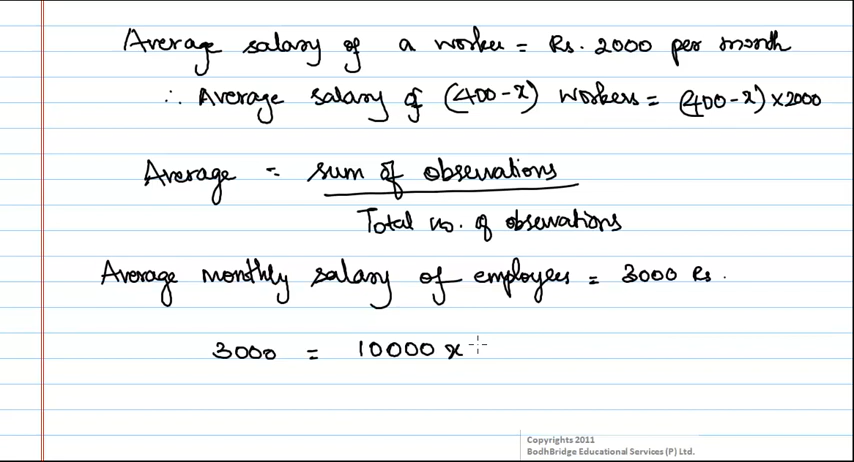 Average salary of a worker = Rs. 2000 per month
∴ Average salary of (400-x) workers = (400-x) x 2000
Average = sum of observations
Total no. of observations
Average monthly salary of employees = 3000 Rs.
3000 = 10000 x
Copyrights 2011
BodhBridge Educational Services (P) Ltd.